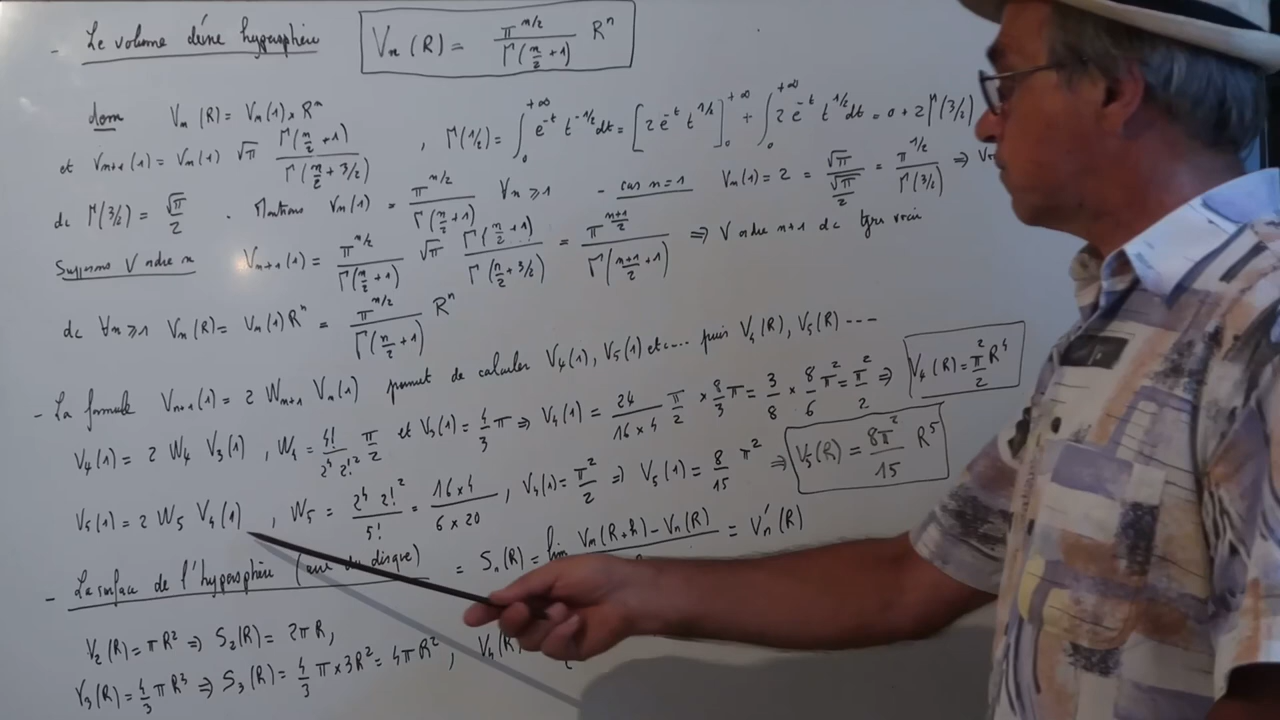 - Le volume d'une hypersphère Vn(R) = π^(n/2) / Γ(n/2 + 1) R^n
donc Vn(R) = Vn(1) × R^n
et Vn+1(1) = Vn(1) √π Γ(n/2 + 1) / Γ(n/2 + 3/2) , Γ(1/2) = ∫₀^{+∞} e^{-t} t^{-1/2} dt = [2 e^{-t} t^{1/2}]₀^{+∞} + ∫₀^{+∞} 2 e^{-t} t^{1/2} dt = 0 + 2 Γ(3/2)
dc Γ(3/2) = √π / 2 . Montrons Vn(1) = π^(n/2) / Γ(n/2 + 1) ∀n ≥ 1 - cas n=1 Vn(1) = 2 = √π / (√π / 2) = π^(1/2) / Γ(3/2) ⇒
Supposons V ordre n Vn+1(1) = π^(n/2) / Γ(n/2 + 1) √π Γ(n/2 + 1) / Γ(n/2 + 3/2) = π^((n+1)/2) / Γ((n+1)/2 + 1) ⇒ V ordre n+1 dc tjrs vrai
dc ∀n ≥ 1 Vn(R) = Vn(1) R^n = π^(n/2) / Γ(n/2 + 1) R^n
- La formule Vn+1(1) = 2 Wn+1 Vn(1) permet de calculer V4(1), V5(1) etc... puis V4(R), V5(R) ----
V4(1) = 2 W4 V3(1) , W4 = 4! / (2^4 2!^2) π/2 et V3(1) = 4/3 π ⇒ V4(1) = 24 / (16 × 4) π/2 × 8/3 π = 3/8 × 8/6 π² = π²/2 ⇒ V4(R) = π²/2 R^4
V5(1) = 2 W5 V4(1) , W5 = 2^4 2!^2 / 5! = 16×4 / 6×20 , V4(1) = π²/2 ⇒ V5(1) = 8/15 π² ⇒ V5(R) = 8π²/15 R^5
- La surface de l'hypersphère (aire du disque) = Sn(R) = lim Vn(R+h) - Vn(R) = V'n(R)
V2(R) = πR² ⇒ S2(R) = 2πR,
V3(R) = 4/3 πR³ ⇒ S3(R) = 4/3 π×3R² = 4πR² , V4(R)